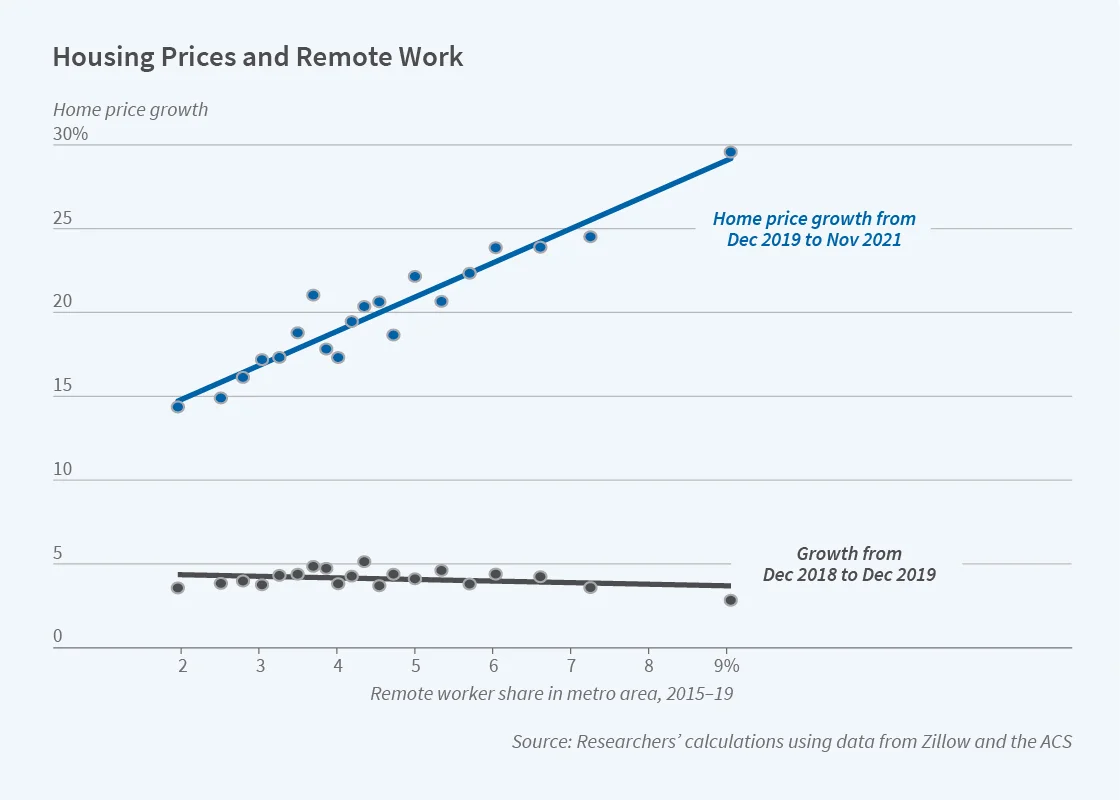 Housing Prices and Remote Work
Home price growth
30%
25
Home price growth from
Dec 2019 to Nov 2021
20
15
10
5
Growth from
Dec 2018 to Dec 2019
0
2 3 4 5 6 7 8 9%
Remote worker share in metro area, 2015–19
Source: Researchers’ calculations using data from Zillow and the ACS